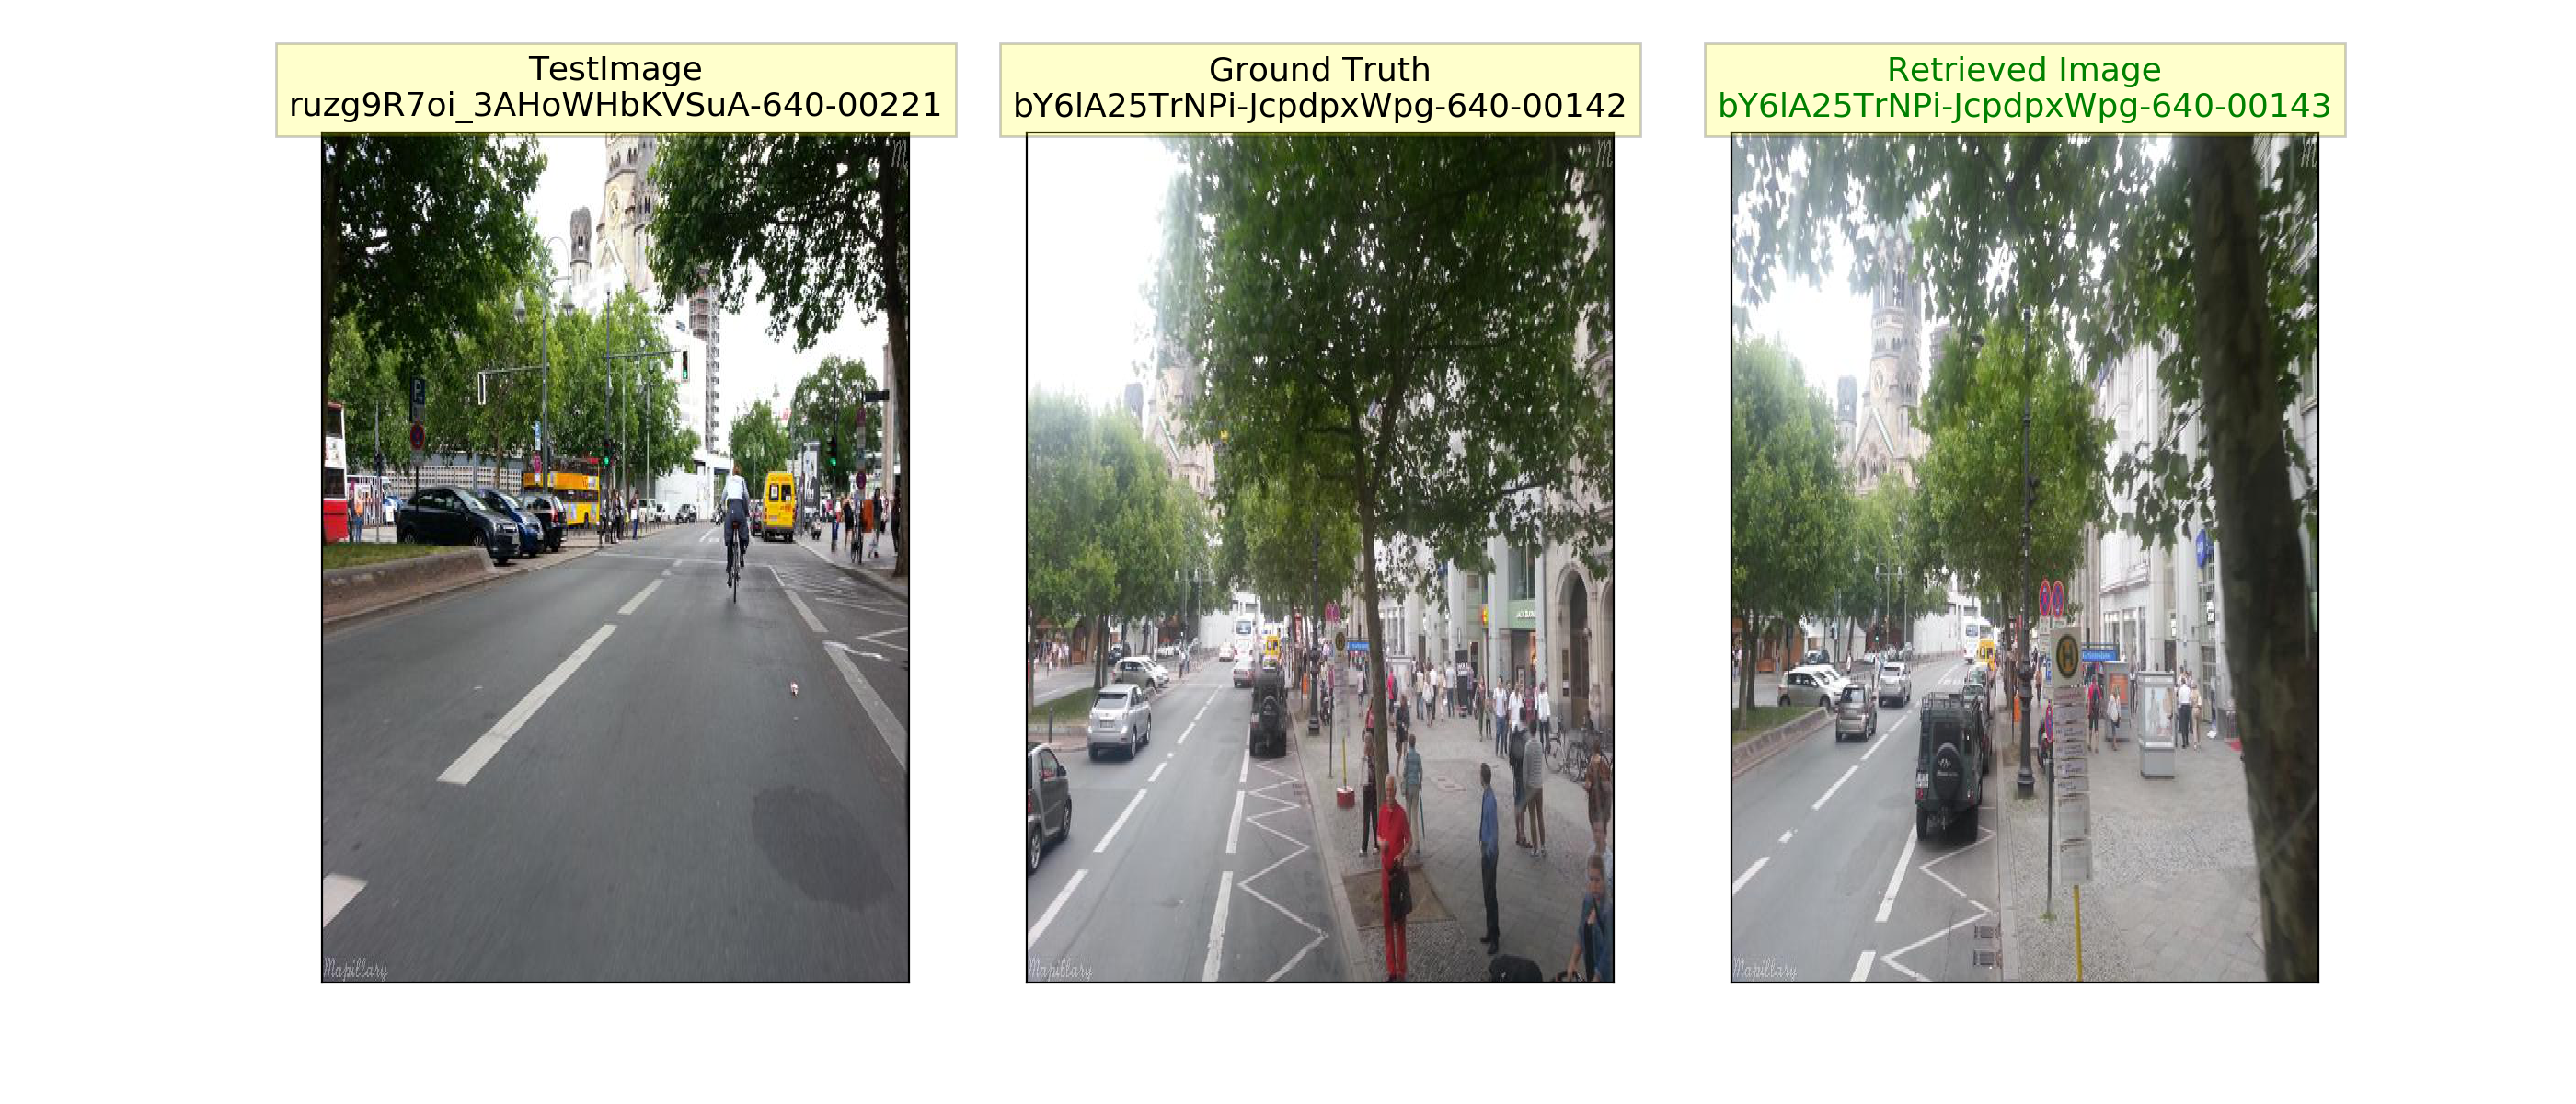 TestImage
ruzg9R7oi_3AHoWHbKVSuA-640-00221
Ground Truth
bY6lA25TrNPi-JcpdpxWpg-640-00142
Retrieved Image
bY6lA25TrNPi-JcpdpxWpg-640-00143
M
M
M
P
H
Mapillary
Mapillary
Mapillary